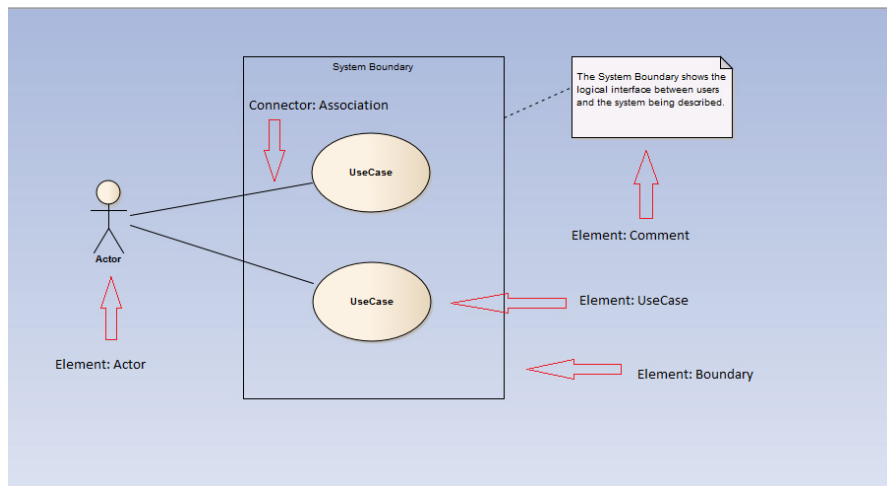 System Boundary
The System Boundary shows the
logical interface between users
and the system being described.
Connector: Association
UseCase
Element: Comment
Actor
UseCase
Element: UseCase
Element: Actor
Element: Boundary